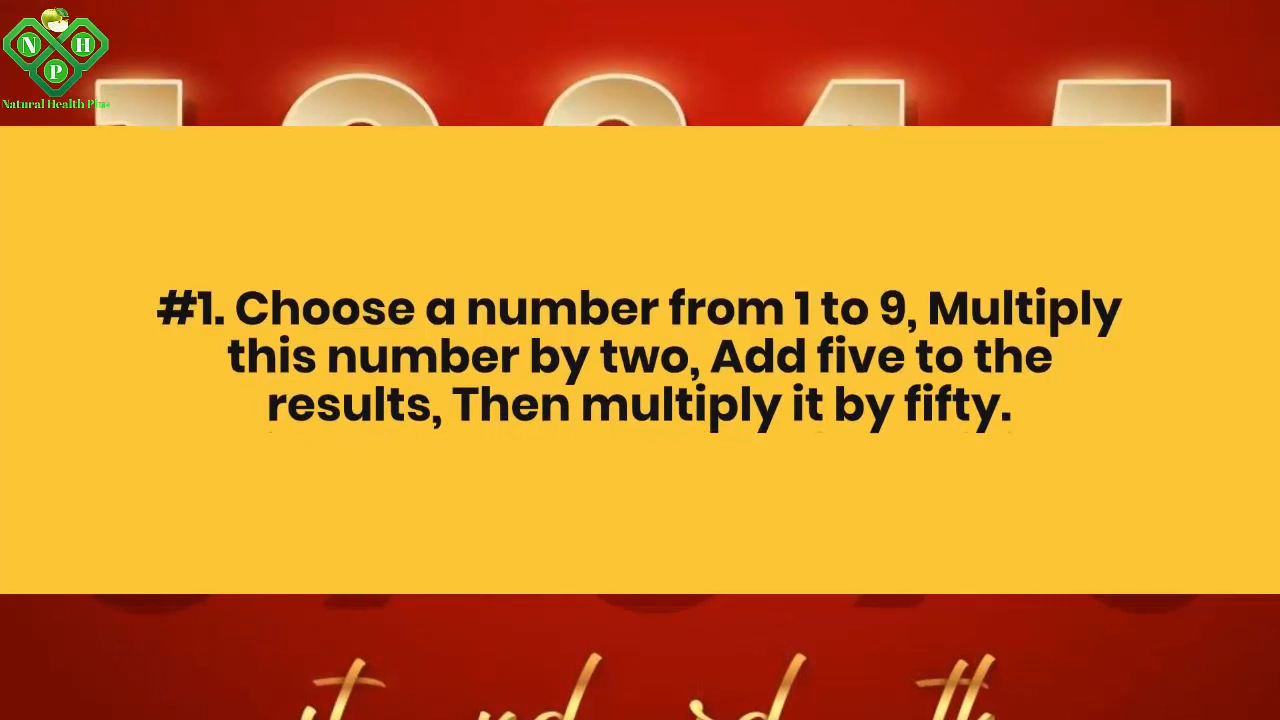 N H
P
Natural Health Plus
#1. Choose a number from 1 to 9, Multiply
this number by two, Add five to the
results, Then multiply it by fifty.